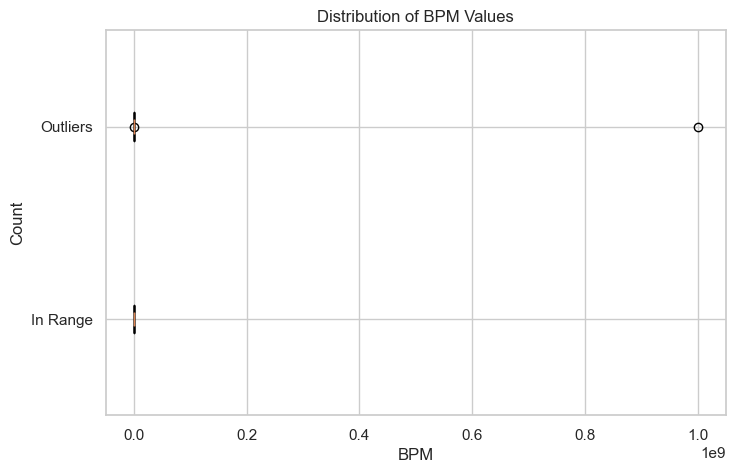 Distribution of BPM Values
Outliers
Count
In Range
0.0 0.2 0.4 0.6 0.8 1.0
1e9
BPM